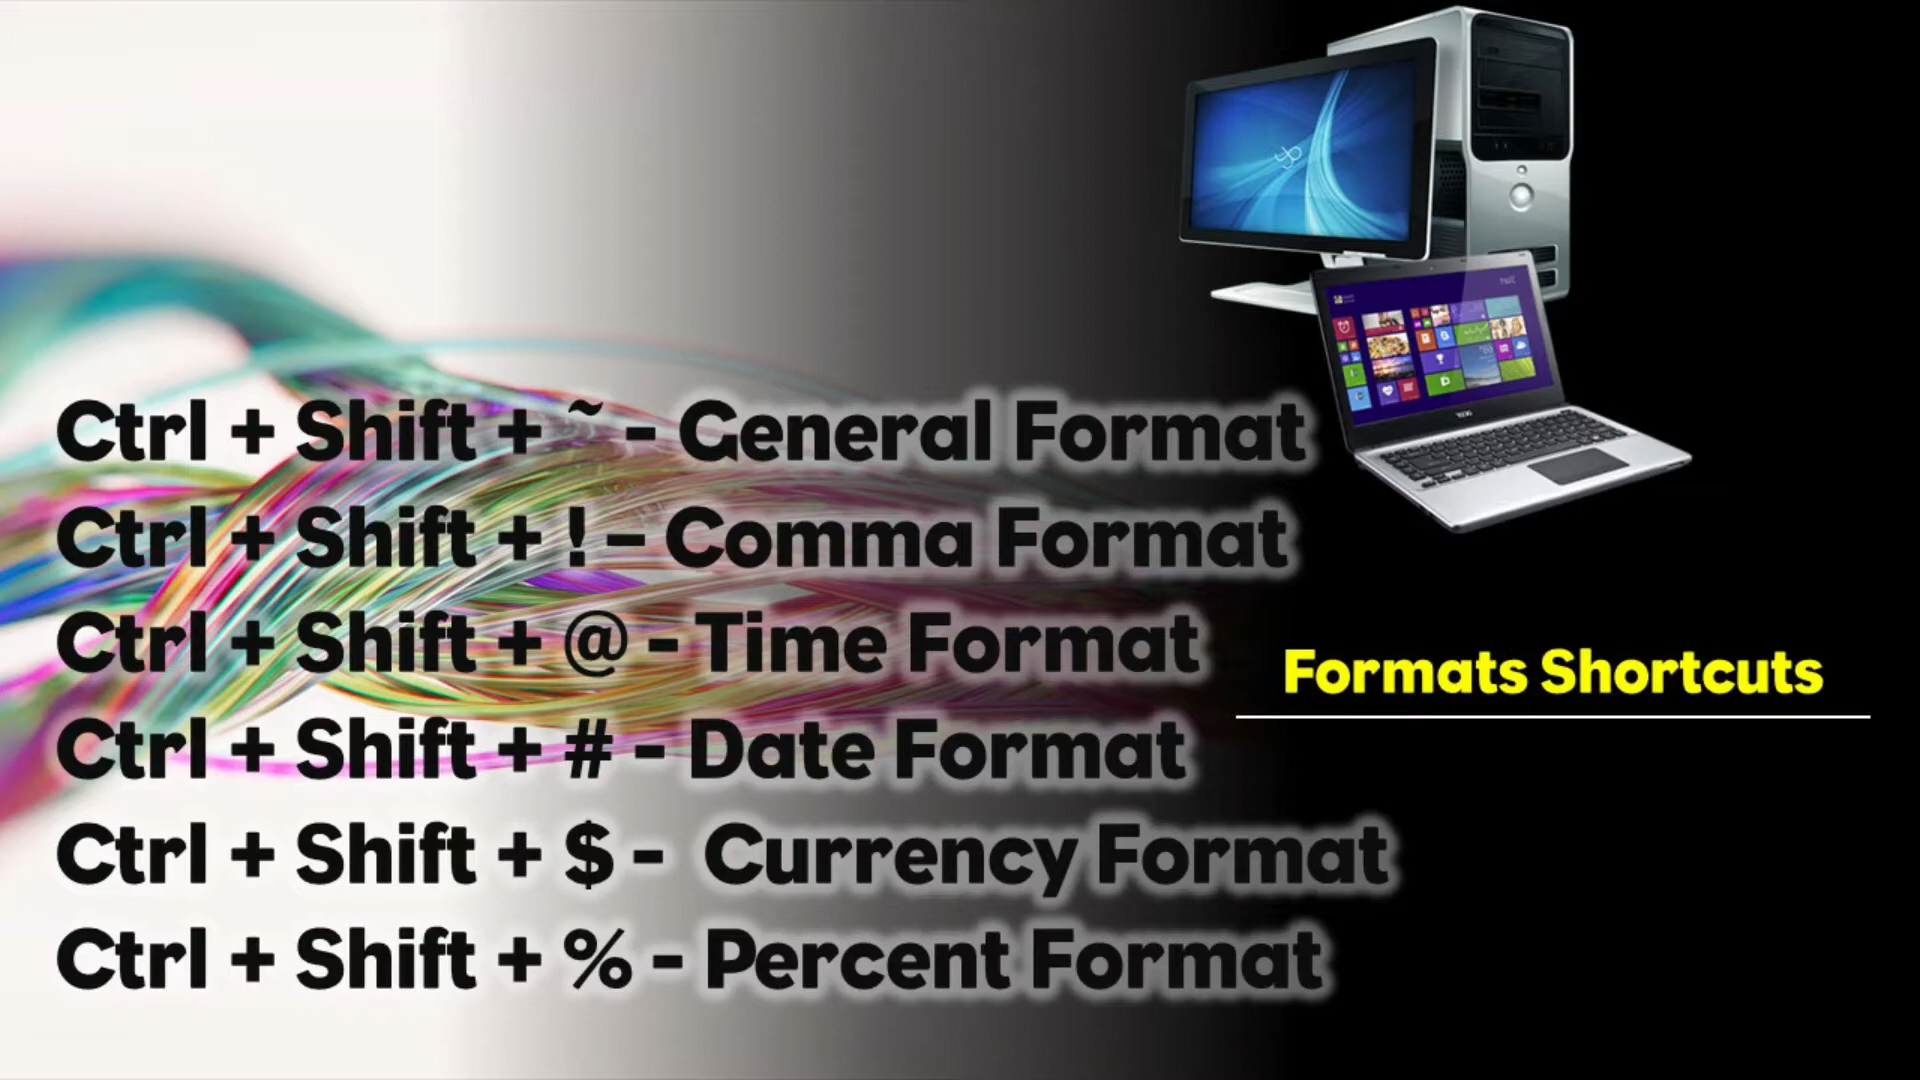 Ctrl + Shift + ~ - General Format
Ctrl + Shift + ! – Comma Format
Ctrl + Shift + @ - Time Format
Ctrl + Shift + # - Date Format
Ctrl + Shift + $ - Currency Format
Ctrl + Shift + % - Percent Format
Formats Shortcuts